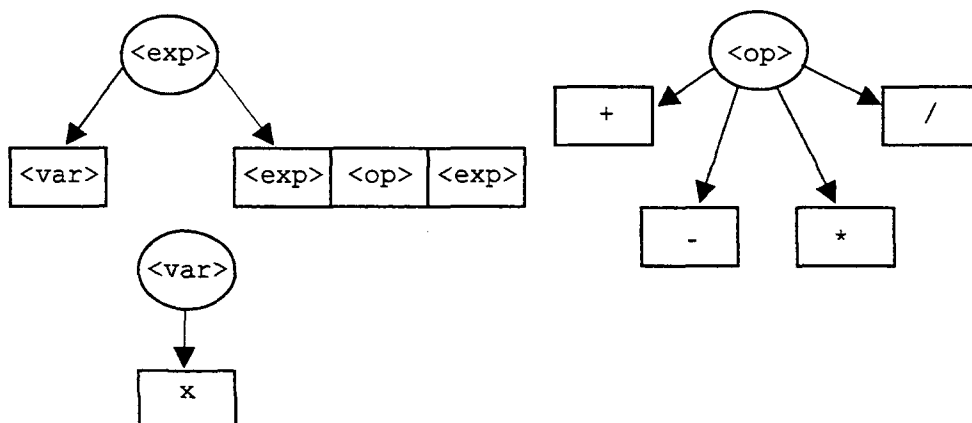 <exp>
<var>
<exp> <op> <exp>
<var>
x
<op>
+
/
-
*